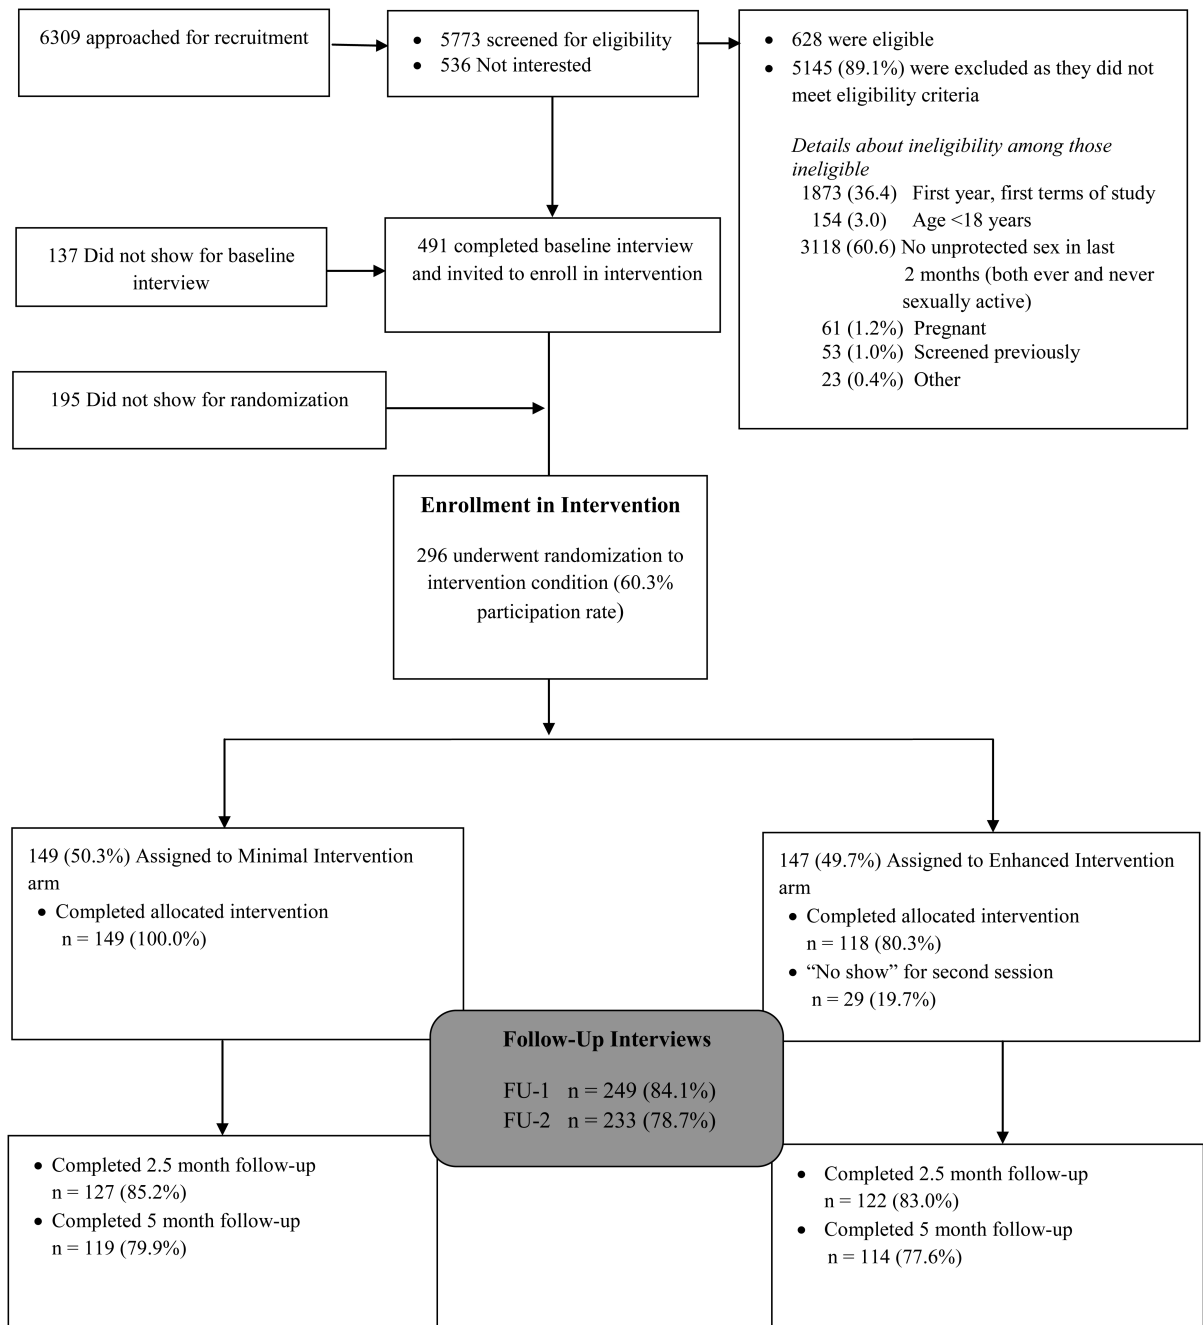 6309 approached for recruitment
• 5773 screened for eligibility
• 536 Not interested
• 628 were eligible
• 5145 (89.1%) were excluded as they did not
meet eligibility criteria
Details about ineligibility among those
ineligible
1873 (36.4) First year, first terms of study
154 (3.0) Age <18 years
3118 (60.6) No unprotected sex in last
2 months (both ever and never
sexually active)
61 (1.2%) Pregnant
53 (1.0%) Screened previously
23 (0.4%) Other
137 Did not show for baseline
interview
491 completed baseline interview
and invited to enroll in intervention
195 Did not show for randomization
Enrollment in Intervention
296 underwent randomization to
intervention condition (60.3%
participation rate)
149 (50.3%) Assigned to Minimal Intervention
arm
• Completed allocated intervention
n = 149 (100.0%)
147 (49.7%) Assigned to Enhanced Intervention
arm
• Completed allocated intervention
n = 118 (80.3%)
• “No show” for second session
n = 29 (19.7%)
Follow-Up Interviews
FU-1 n = 249 (84.1%)
FU-2 n = 233 (78.7%)
• Completed 2.5 month follow-up
n = 127 (85.2%)
• Completed 5 month follow-up
n = 119 (79.9%)
• Completed 2.5 month follow-up
n = 122 (83.0%)
• Completed 5 month follow-up
n = 114 (77.6%)